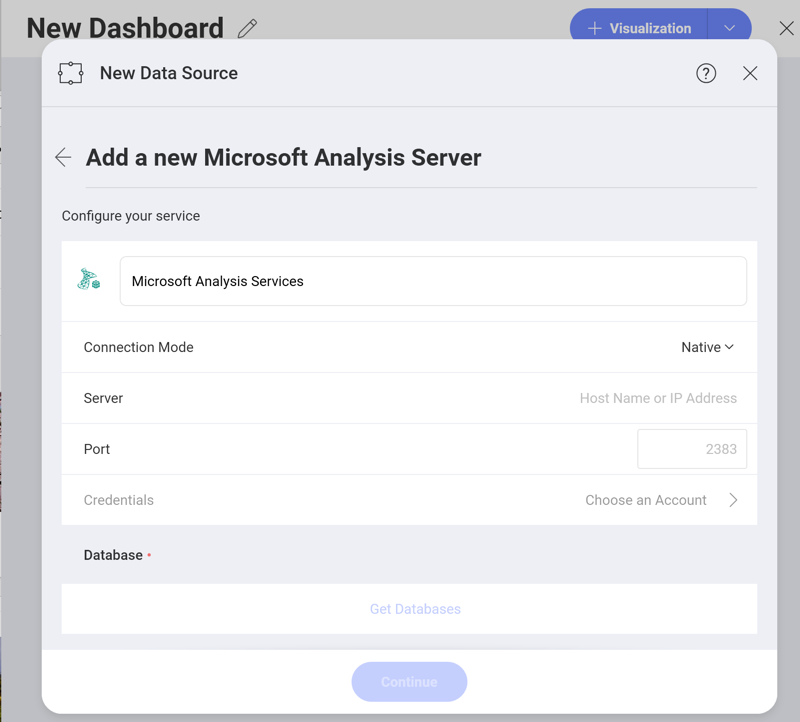 New Dashboard
+ Visualization
New Data Source
?
Add a new Microsoft Analysis Server
Configure your service
Microsoft Analysis Services
Connection Mode Native
Server Host Name or IP Address
Port 2383
Credentials Choose an Account
Database •
Get Databases
Continue